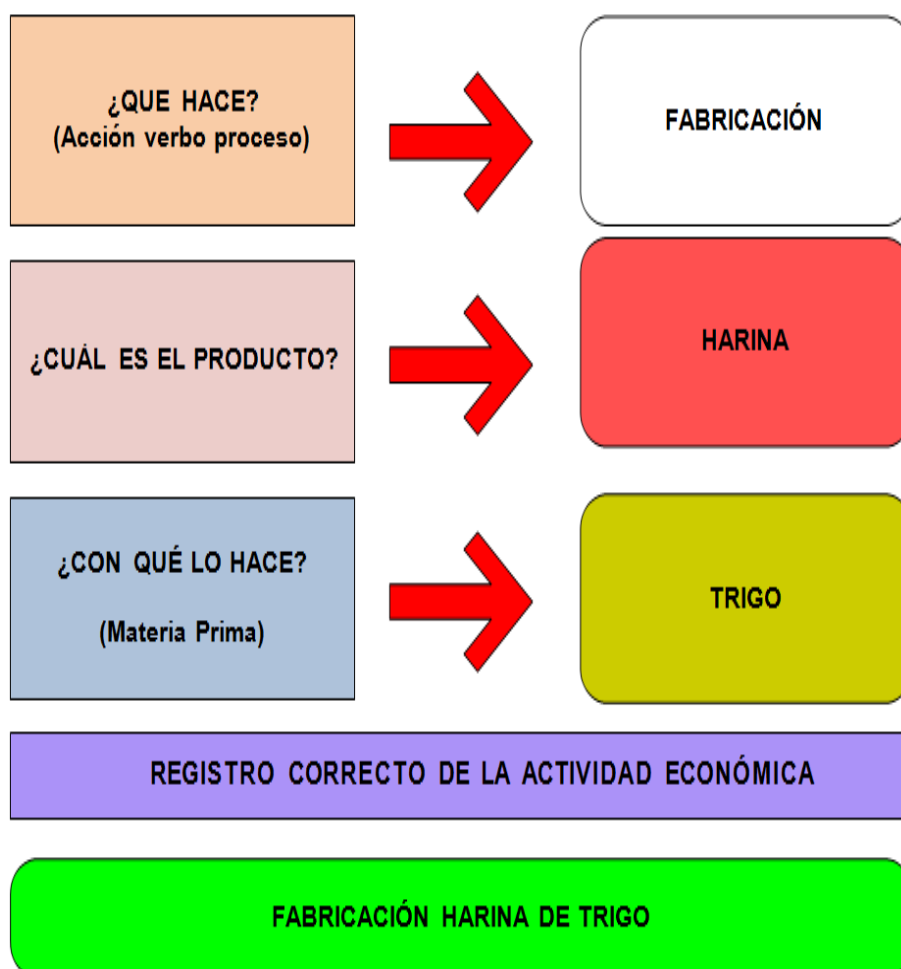 ¿QUE HACE?
(Acción verbo proceso)
FABRICACIÓN
¿CUÁL ES EL PRODUCTO?
HARINA
¿CON QUÉ LO HACE?
(Materia Prima)
TRIGO
REGISTRO CORRECTO DE LA ACTIVIDAD ECONÓMICA
FABRICACIÓN HARINA DE TRIGO